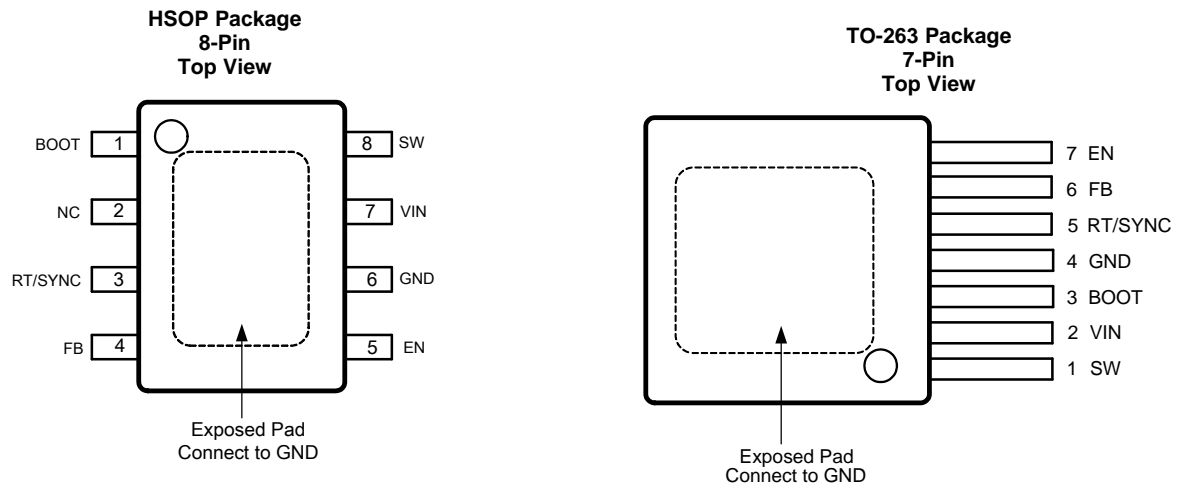 HSOP Package
8-Pin
Top View
BOOT 1
8 SW
NC 2
7 VIN
RT/SYNC 3
6 GND
FB 4
5 EN
Exposed Pad
Connect to GND
TO-263 Package
7-Pin
Top View
7 EN
6 FB
5 RT/SYNC
4 GND
3 BOOT
2 VIN
1 SW
Exposed Pad
Connect to GND